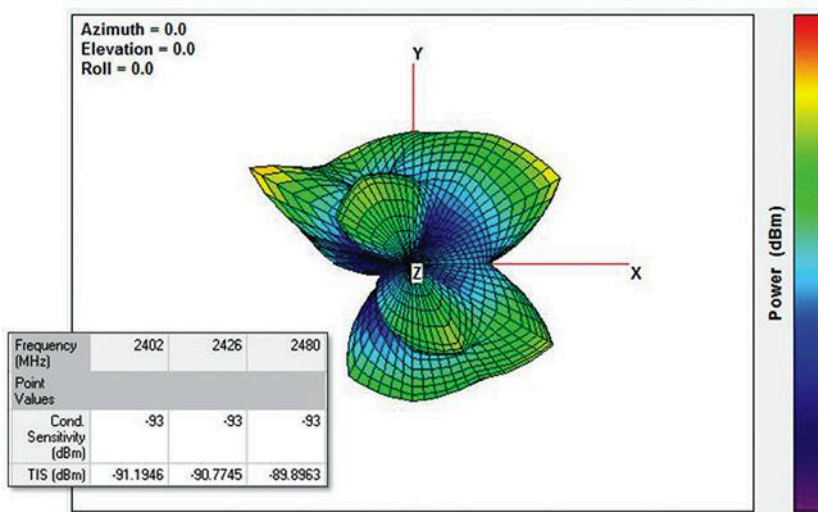 Azimuth = 0.0
Elevation = 0.0
Roll = 0.0
Y
X
Z
Power (dBm)
Frequency (MHz) 2402 2426 2480
Point Values
Cond. Sensitivity (dBm) -93 -93 -93
TIS (dBm) -91.1946 -90.7745 -89.8963